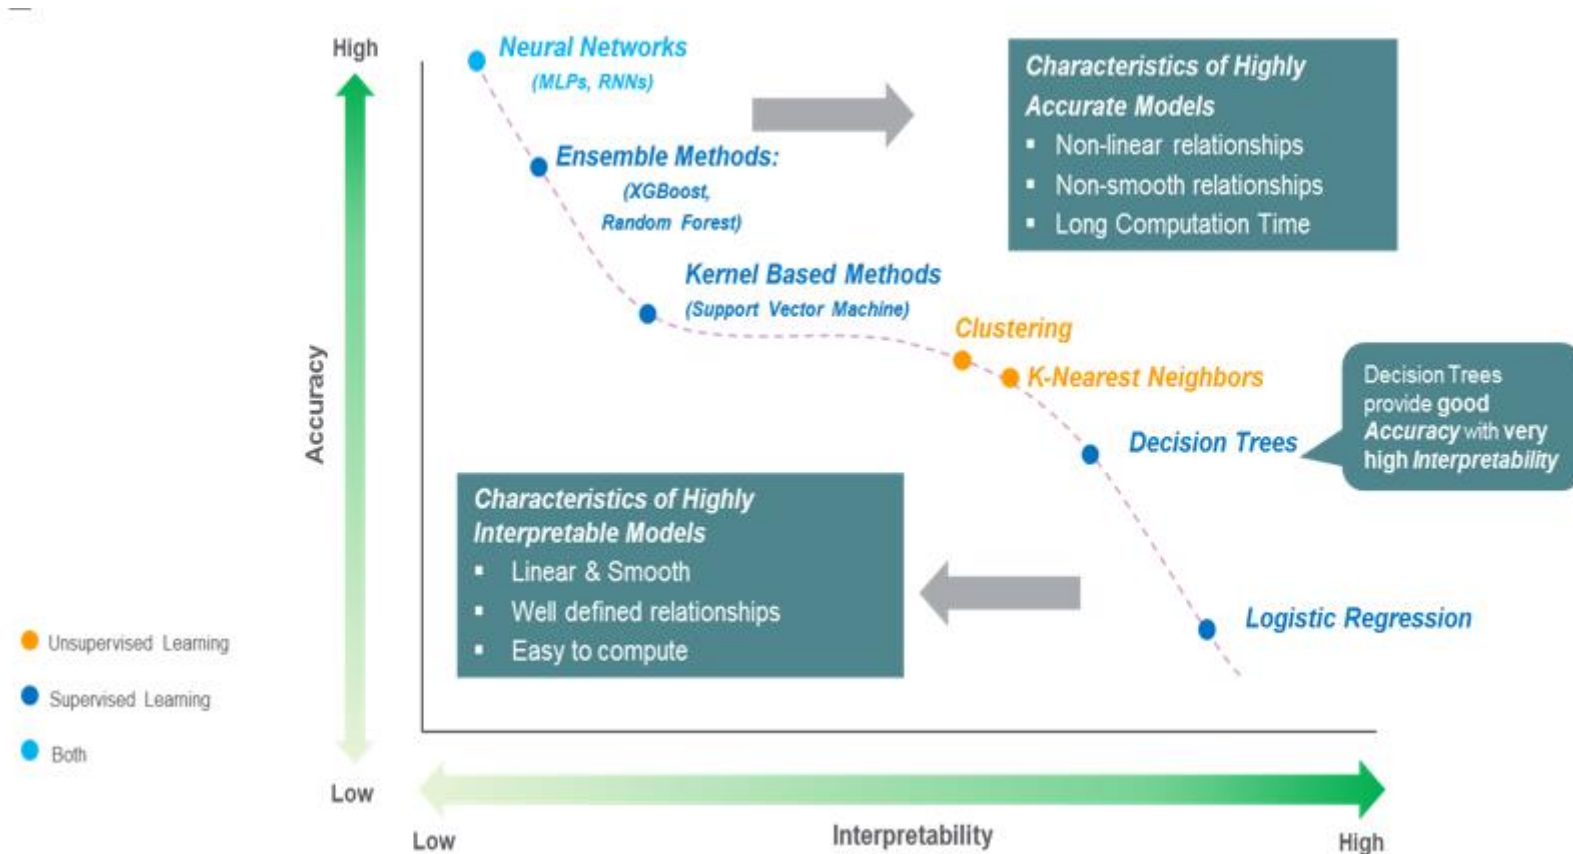 High
Neural Networks
(MLPs, RNNs)
Characteristics of Highly
Accurate Models
▪ Non-linear relationships
▪ Non-smooth relationships
▪ Long Computation Time
Ensemble Methods:
(XGBoost,
Random Forest)
Kernel Based Methods
(Support Vector Machine)
Clustering
K-Nearest Neighbors
Decision Trees
provide good
Accuracy with very
high Interpretability
Decision Trees
Accuracy
Characteristics of Highly
Interpretable Models
▪ Linear & Smooth
▪ Well defined relationships
▪ Easy to compute
Logistic Regression
Unsupervised Learning
Supervised Learning
Both
Low
Low
Interpretability
High